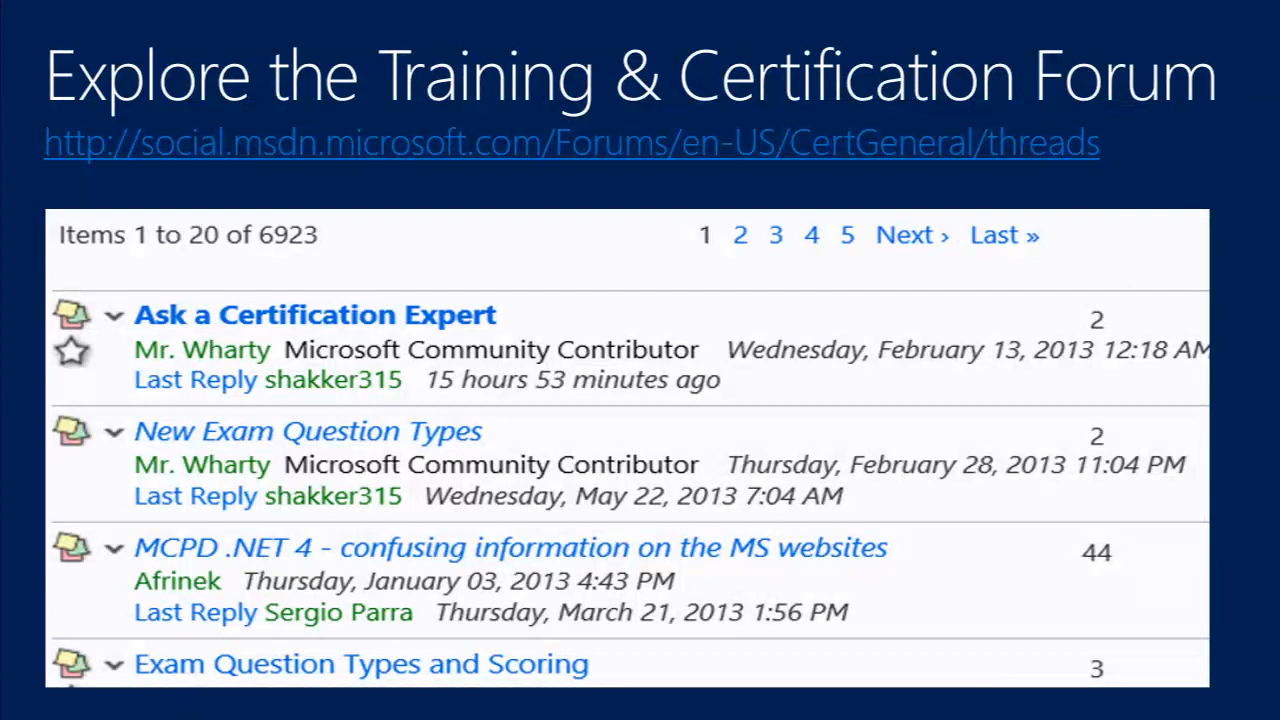 Explore the Training & Certification Forum
http://social.msdn.microsoft.com/Forums/en-US/CertGeneral/threads
Items 1 to 20 of 6923 1 2 3 4 5 Next › Last »
Ask a Certification Expert 2
Mr. Wharty Microsoft Community Contributor Wednesday, February 13, 2013 12:18 AM
Last Reply shakker315 15 hours 53 minutes ago
New Exam Question Types 2
Mr. Wharty Microsoft Community Contributor Thursday, February 28, 2013 11:04 PM
Last Reply shakker315 Wednesday, May 22, 2013 7:04 AM
MCPD .NET 4 - confusing information on the MS websites 44
Afrinek Thursday, January 03, 2013 4:43 PM
Last Reply Sergio Parra Thursday, March 21, 2013 1:56 PM
Exam Question Types and Scoring 3